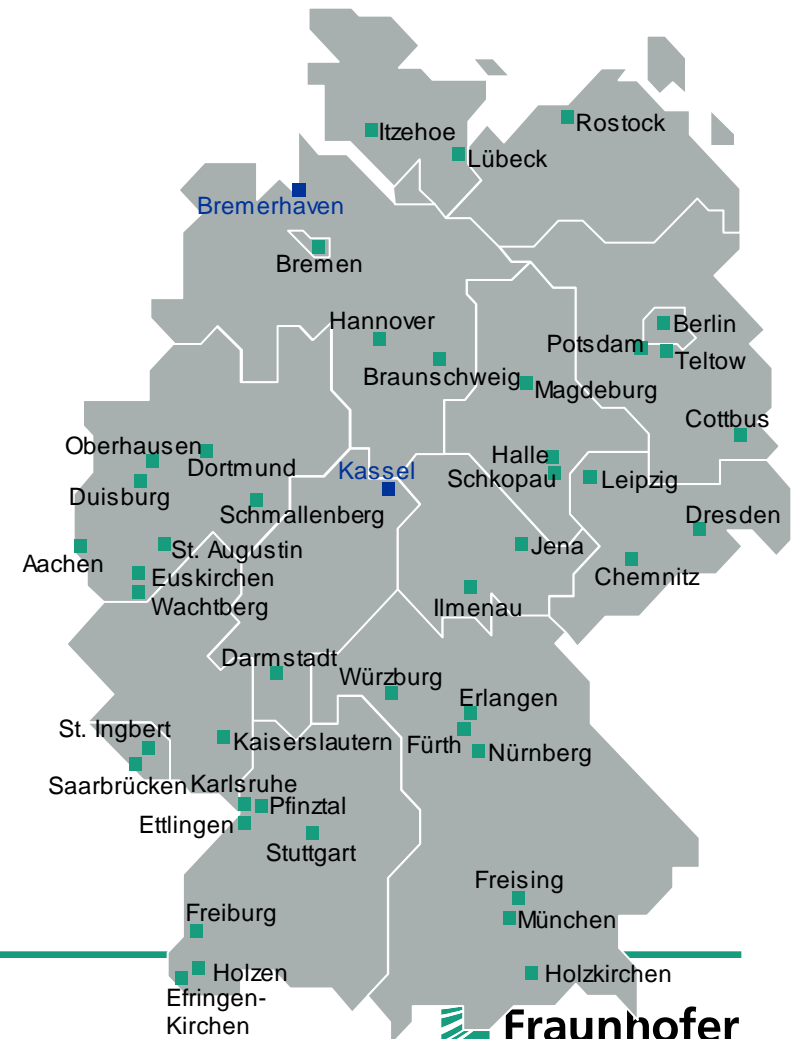 Itzehoe
Rostock
Lübeck
Bremerhaven
Bremen
Hannover
Berlin
Potsdam
Teltow
Braunschweig
Magdeburg
Cottbus
Oberhausen
Dortmund
Kassel
Halle
Schkopau
Leipzig
Duisburg
Schmallenberg
Dresden
St. Augustin
Jena
Aachen
Euskirchen
Chemnitz
Wachtberg
Ilmenau
Darmstadt
Würzburg
Erlangen
St. Ingbert
Kaiserslautern
Fürth
Nürnberg
Saarbrücken
Karlsruhe
Pfinztal
Ettlingen
Stuttgart
Freising
Freiburg
München
Holzen
Holzkirchen
Efringen-
Kirchen
Fraunhofer